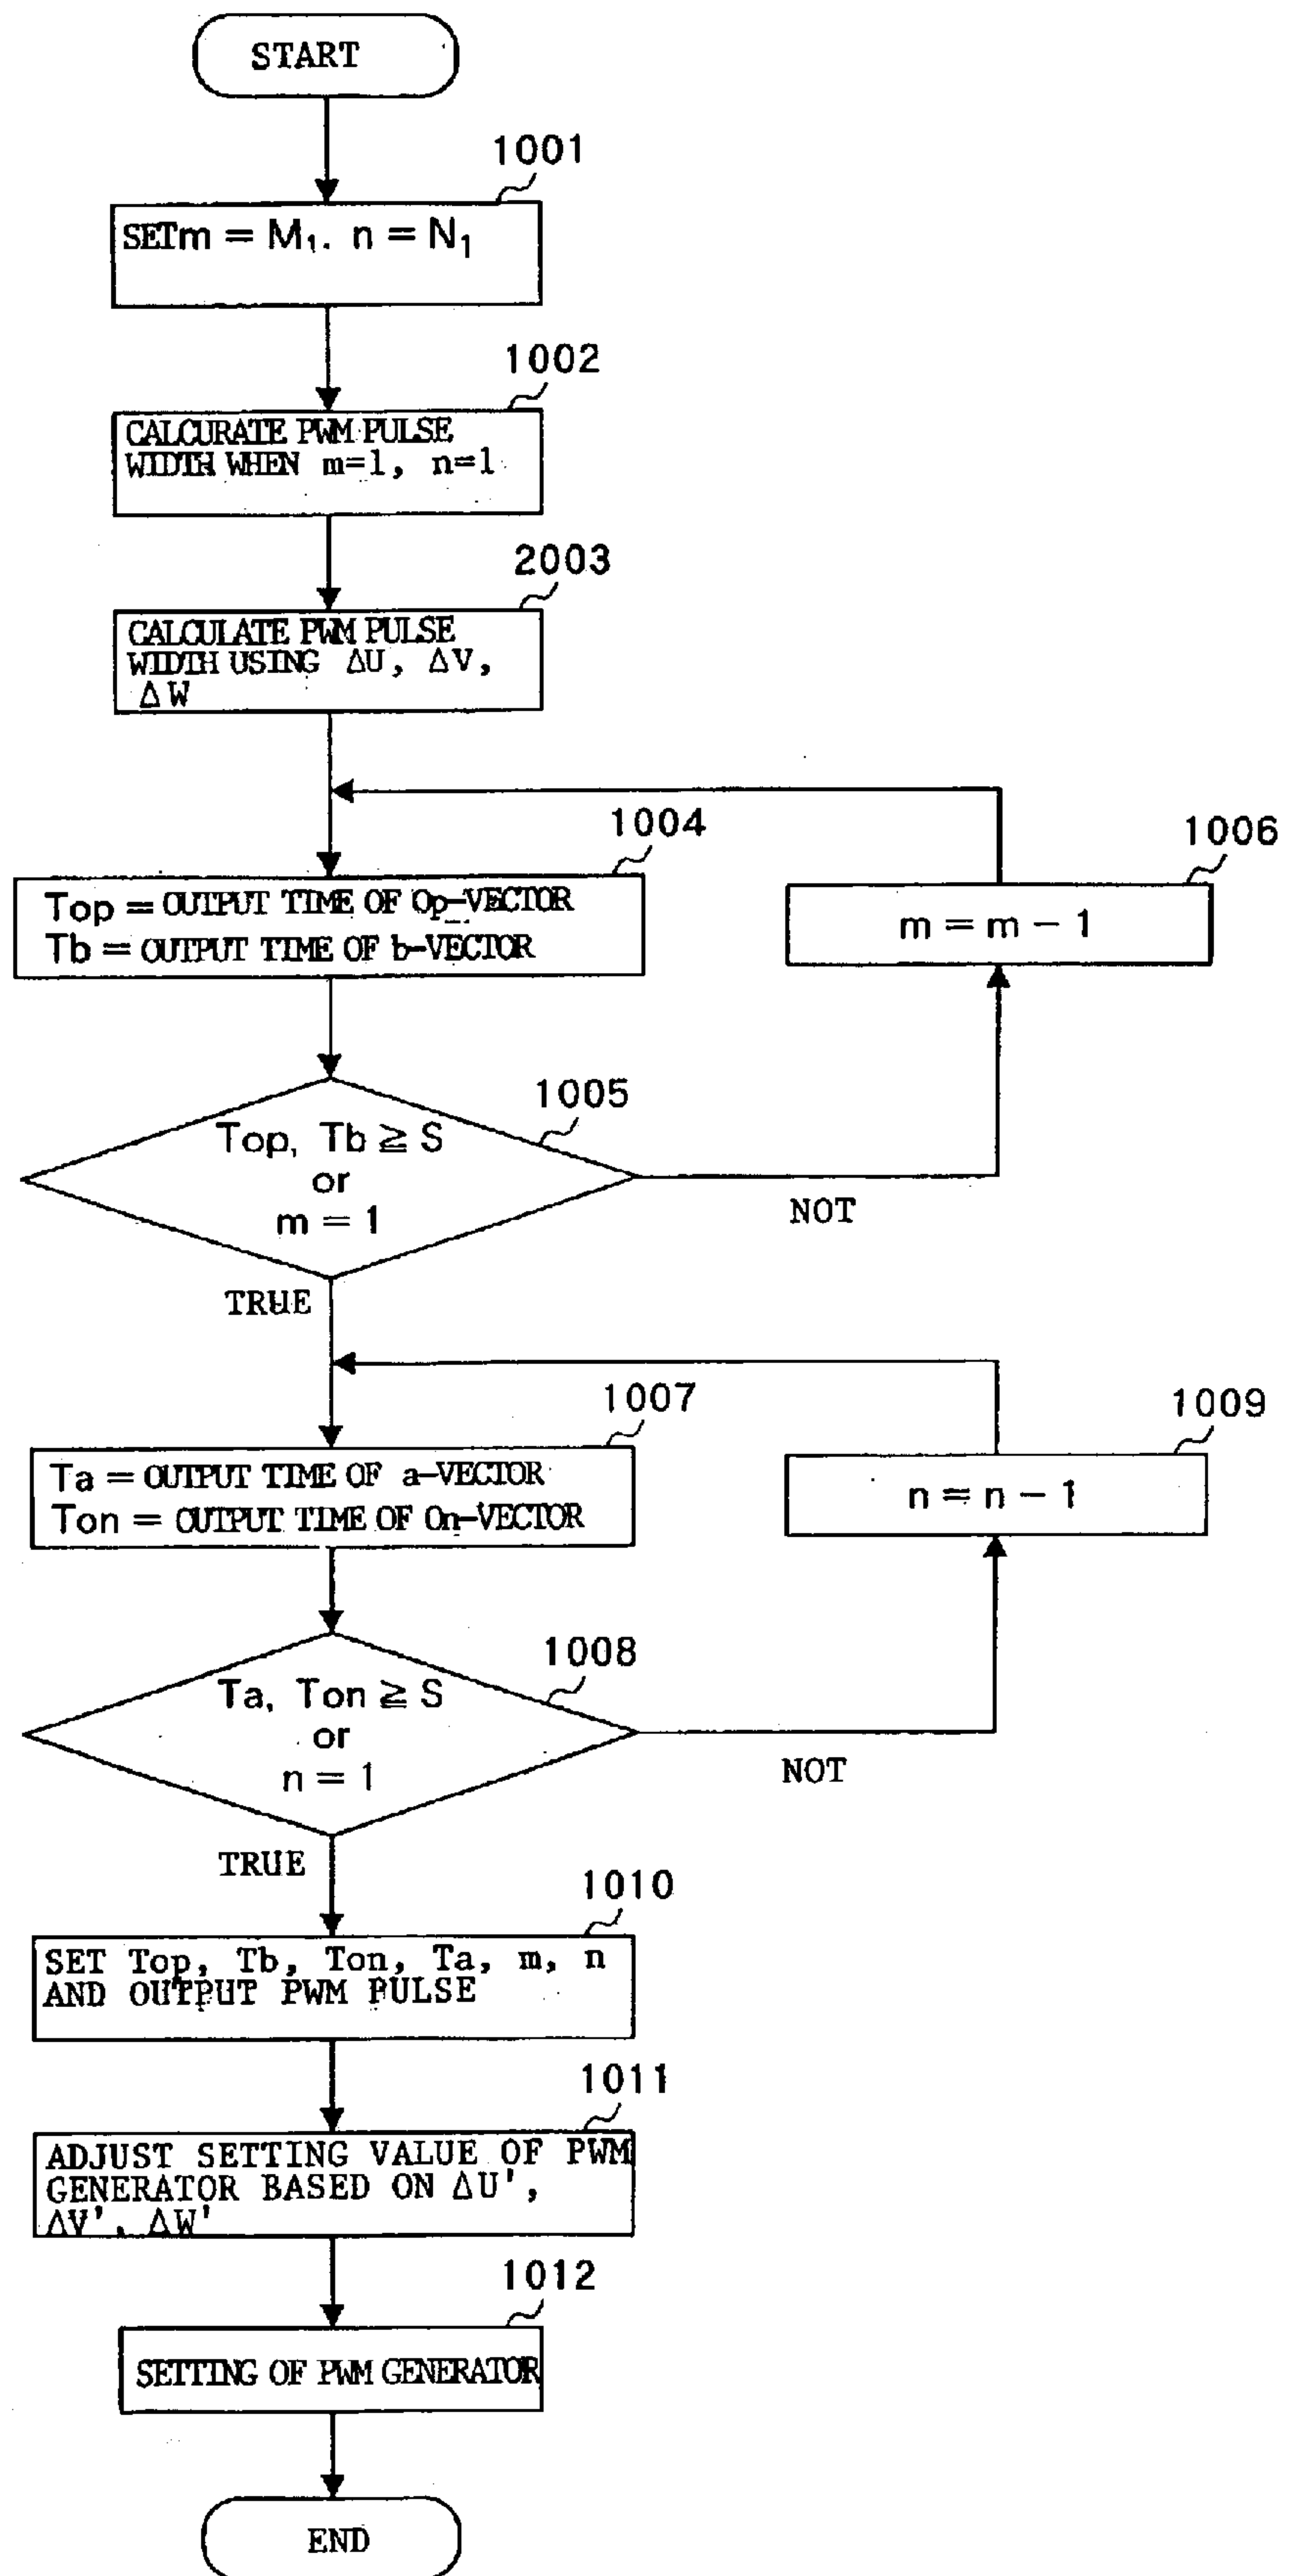 START
1001
SETm = M₁. n = N₁
1002
CALCURATE PWM PULSE
WIDTH WHEN m=1, n=1
2003
CALCULATE PWM PULSE
WIDTH USING ΔU, ΔV,
ΔW
1004
Top = OUTPUT TIME OF Op-VECTOR
Tb = OUTPUT TIME OF b-VECTOR
1006
m = m − 1
1005
Top, Tb ≧ S
or
m = 1
NOT
TRUE
1007
Ta = OUTPUT TIME OF a-VECTOR
Ton = OUTPUT TIME OF On-VECTOR
1009
n = n − 1
1008
Ta, Ton ≧ S
or
n = 1
NOT
TRUE
1010
SET Top, Tb, Ton, Ta, m, n
AND OUTPUT PWM PULSE
1011
ADJUST SETTING VALUE OF PWM
GENERATOR BASED ON ΔU',
ΔV', ΔW'
1012
SETTING OF PWM GENERATOR
END